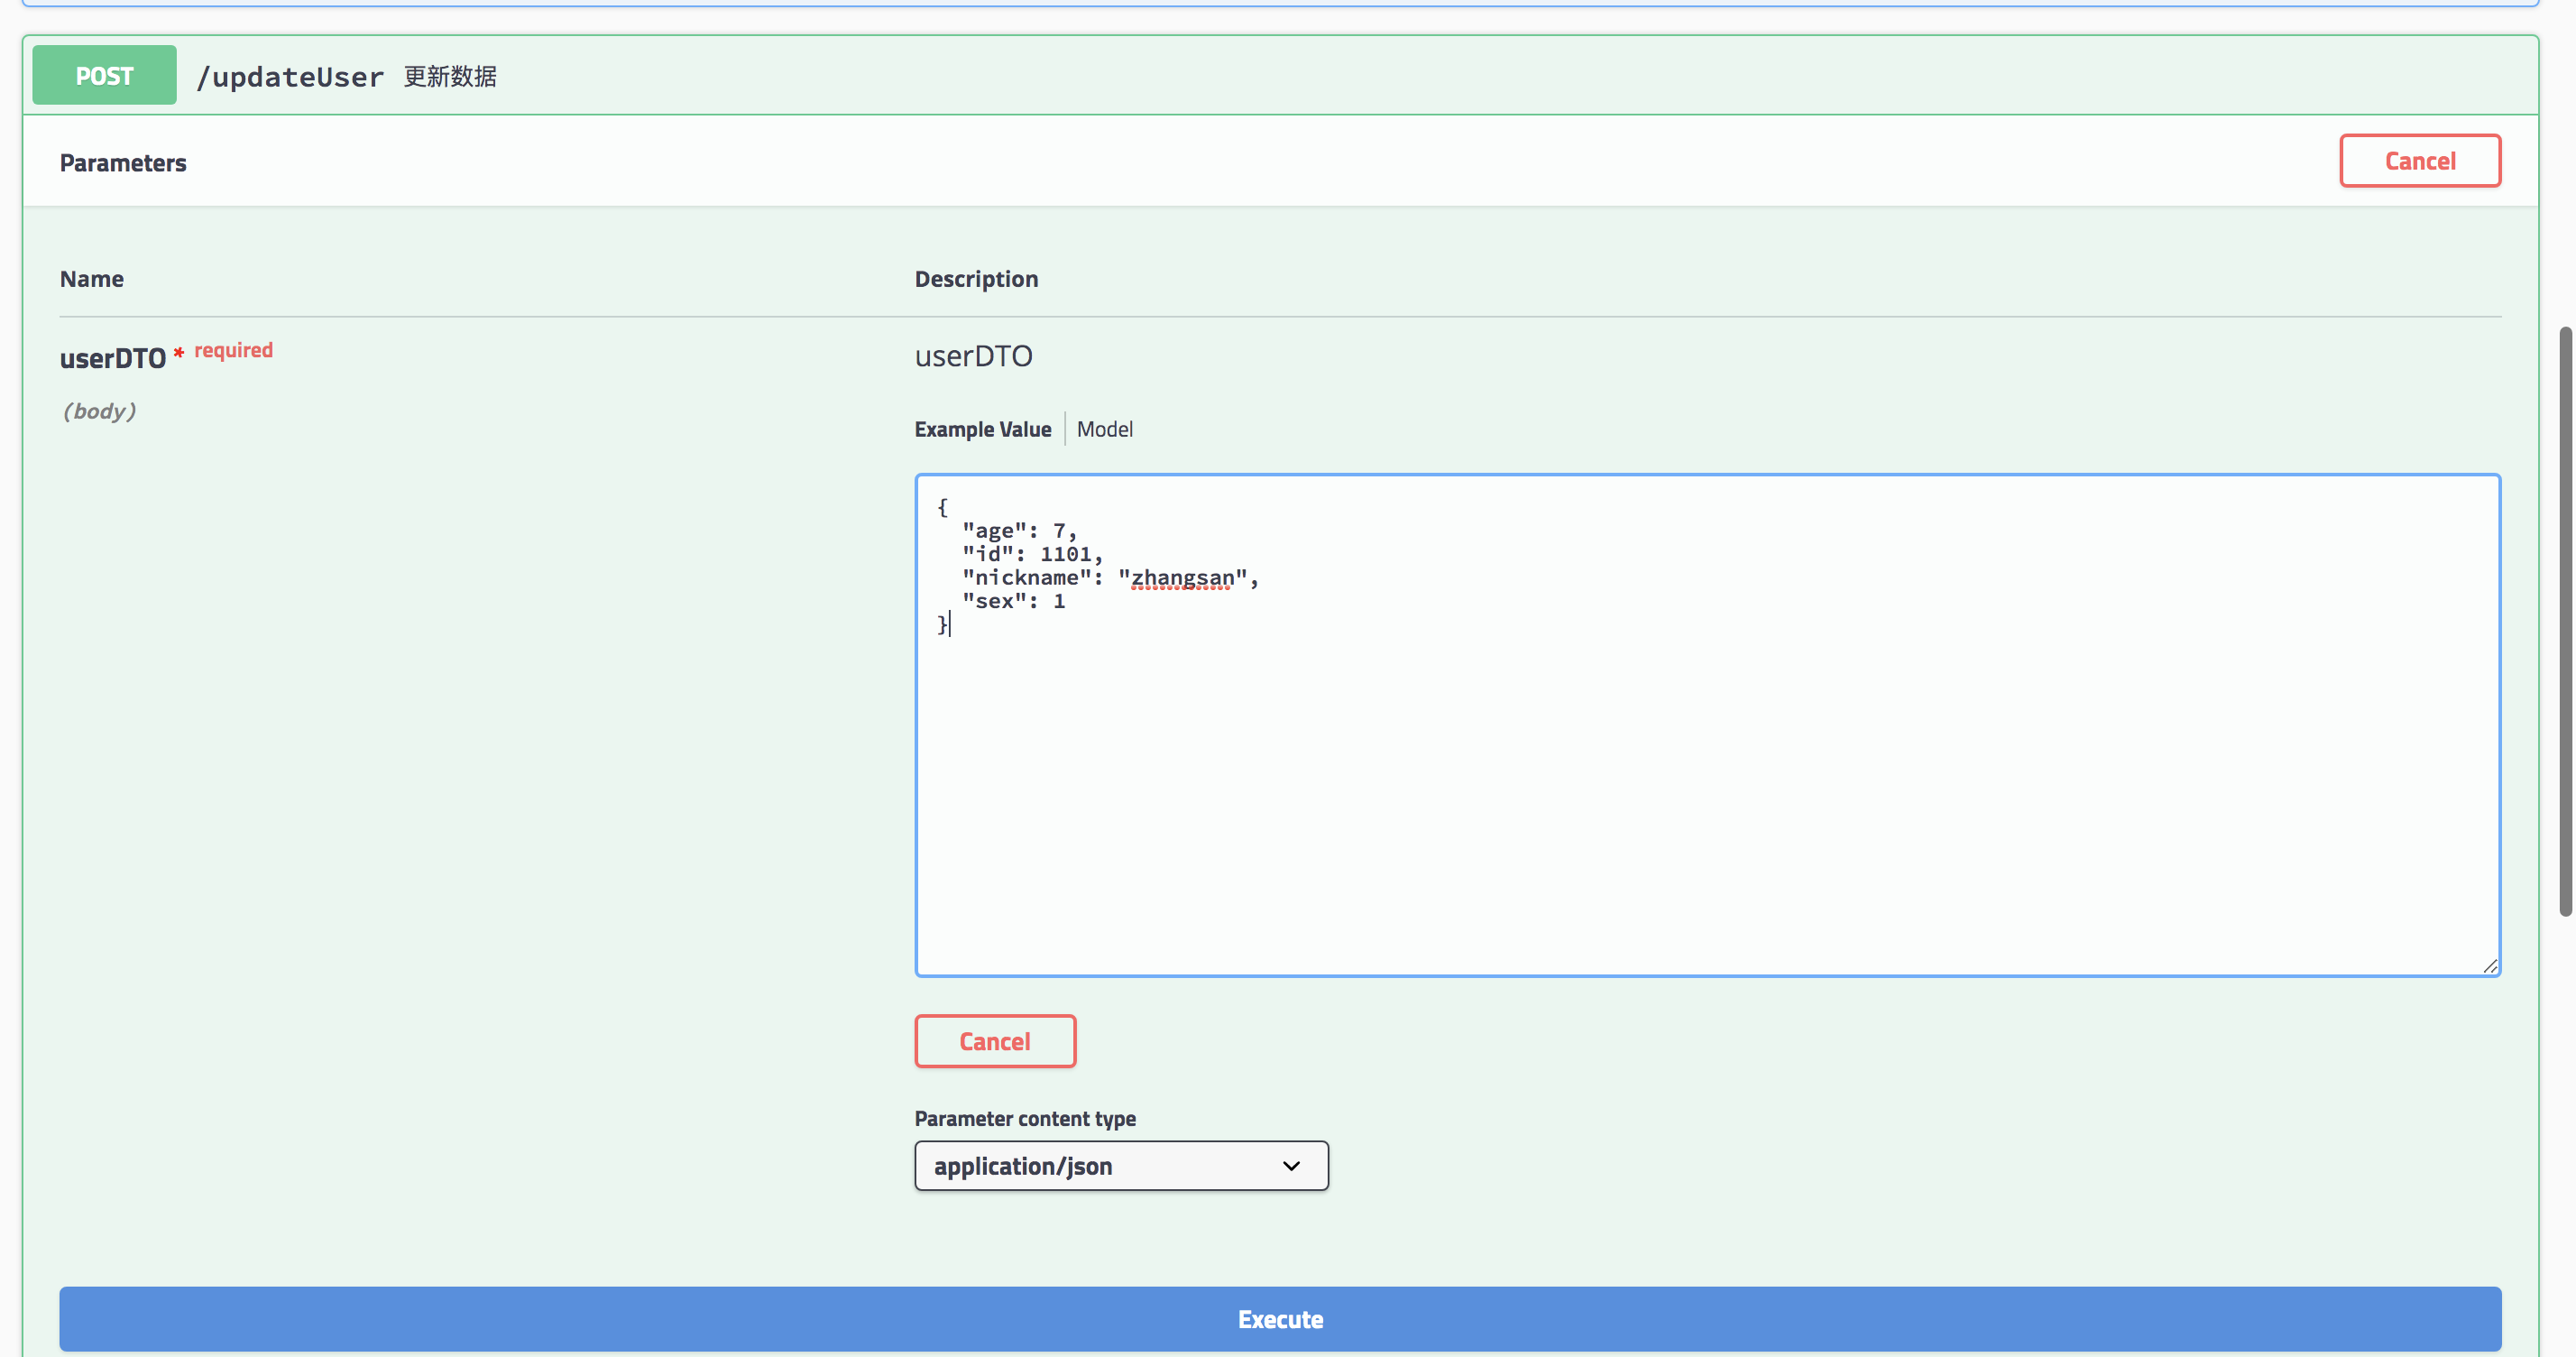 POST /updateUser 更新数据
Parameters
Cancel
Name Description
userDTO * required
(body)
userDTO
Example Value Model
{
  "age": 7,
  "id": 1101,
  "nickname": "zhangsan",
  "sex": 1
}
Cancel
Parameter content type
application/json
Execute